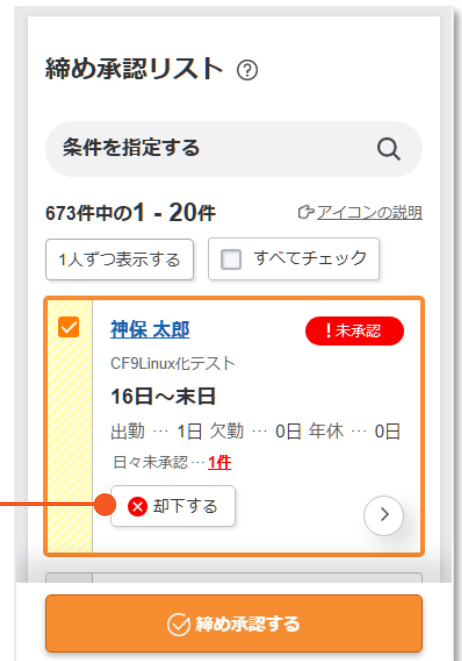 締め承認リスト ?
条件を指定する
673件中の1 - 20件 アイコンの説明
1人ずつ表示する すべてチェック
神保 太郎 !未承認
CF9Linux化テスト
16日～末日
出勤 … 1日 欠勤 … 0日 年休 … 0日
日々未承認…1件
却下する
締め承認する